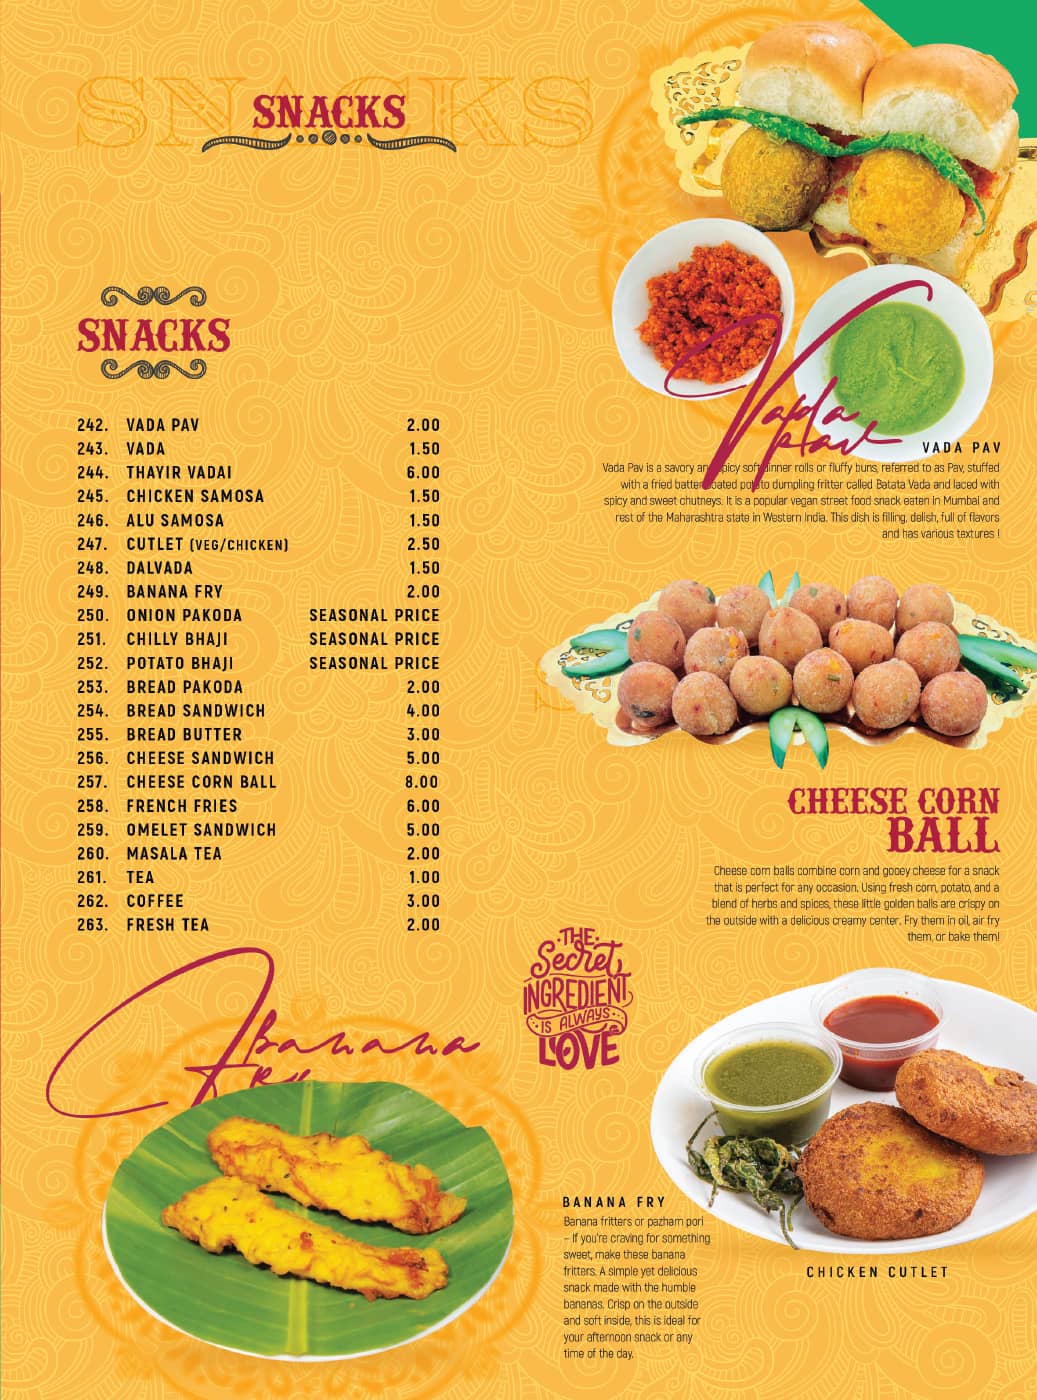 SNACKS
SNACKS
SNACKS
242. VADA PAV 2.00
243. VADA 1.50
244. THAYIR VADAI 6.00
245. CHICKEN SAMOSA 1.50
246. ALU SAMOSA 1.50
247. CUTLET (VEG/CHICKEN) 2.50
248. DALVADA 1.50
249. BANANA FRY 2.00
250. ONION PAKODA SEASONAL PRICE
251. CHILLY BHAJI SEASONAL PRICE
252. POTATO BHAJI SEASONAL PRICE
253. BREAD PAKODA 2.00
254. BREAD SANDWICH 4.00
255. BREAD BUTTER 3.00
256. CHEESE SANDWICH 5.00
257. CHEESE CORN BALL 8.00
258. FRENCH FRIES 6.00
259. OMELET SANDWICH 5.00
260. MASALA TEA 2.00
261. TEA 1.00
262. COFFEE 3.00
263. FRESH TEA 2.00
Vada
pav
VADA PAV
Vada Pav is a savory and spicy soft dinner rolls or fluffy buns, referred to as Pav, stuffed
with a fried batter coated potato dumpling fritter called Batata Vada and laced with
spicy and sweet chutneys. It is a popular vegan street food snack eaten in Mumbai and
rest of the Maharashtra state in Western India. This dish is filling, delish, full of flavors
and has various textures !
CHEESE CORN
BALL
Cheese corn balls combine corn and gooey cheese for a snack
that is perfect for any occasion. Using fresh corn, potato, and a
blend of herbs and spices, these little golden balls are crispy on
the outside with a delicious creamy center. Fry them in oil, air fry
them, or bake them!
·THE·
Secret
INGREDIENT
·IS ALWAYS·
LOVE
Banana
Fry
BANANA FRY
Banana fritters or pazham pori
– If you're craving for something
sweet, make these banana
fritters. A simple yet delicious
snack made with the humble
bananas. Crisp on the outside
and soft inside, this is ideal for
your afternoon snack or any
time of the day.
CHICKEN CUTLET